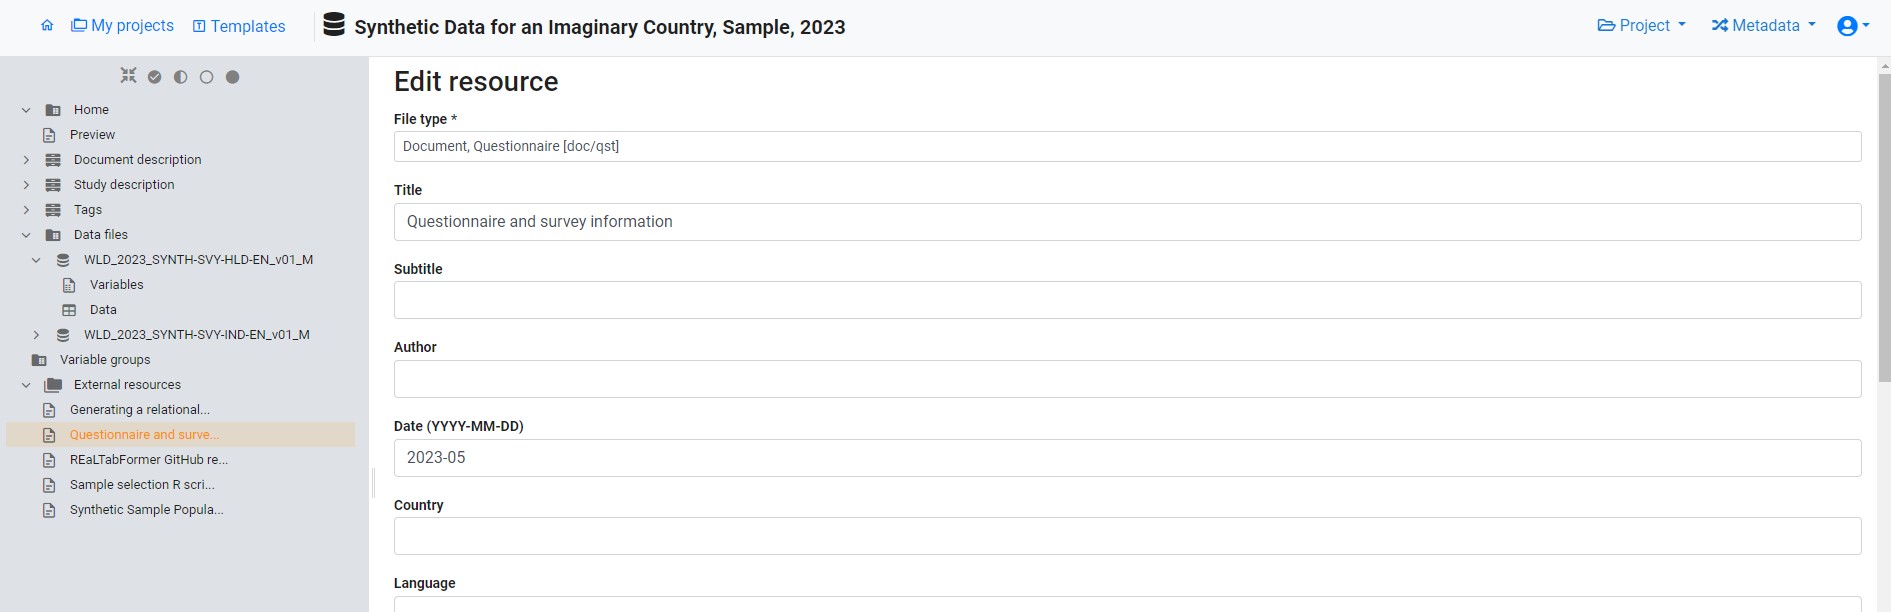 My projects
Templates
Synthetic Data for an Imaginary Country, Sample, 2023
Project
Metadata
Home
Preview
Document description
Study description
Tags
Data files
WLD_2023_SYNTH-SVY-HLD-EN_v01_M
Variables
Data
WLD_2023_SYNTH-SVY-IND-EN_v01_M
Variable groups
External resources
Generating a relational...
Questionnaire and surve...
REaLTabFormer GitHub re...
Sample selection R scri...
Synthetic Sample Popula...
Edit resource
File type *
Document, Questionnaire [doc/qst]
Title
Questionnaire and survey information
Subtitle
Author
Date (YYYY-MM-DD)
2023-05
Country
Language